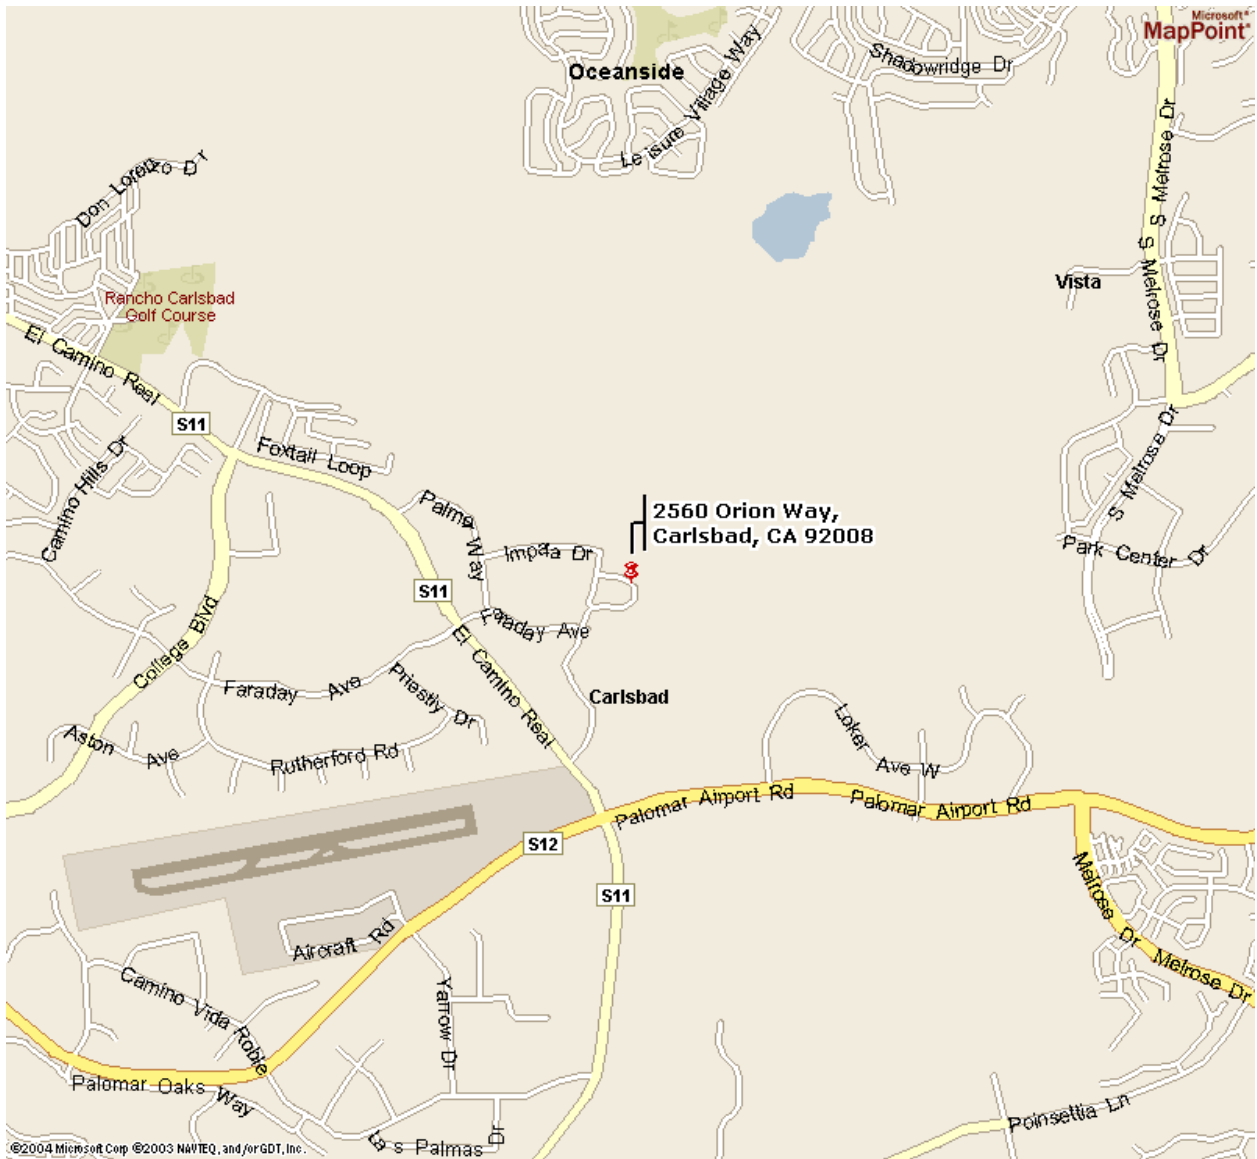 Microsoft®
MapPoint®
Oceanside
Leisure Village Way
Shadowridge Dr
S Melrose Dr
Don Lorenzo Dr
S Melrose Dr
Vista
Rancho Carlsbad
Golf Course
El Camino Real
S11
Foxtail Loop
Camino Hills Dr
S Melrose Dr
Palmer Way
2560 Orion Way,
Carlsbad, CA 92008
Impala Dr
Park Center Dr
S11
Faraday Ave
College Blvd
El Camino Real
Faraday Ave
Priestly Dr
Carlsbad
Loker Ave W
Aston Ave
Rutherford Rd
Palomar Airport Rd
Palomar Airport Rd
S12
S11
Melrose Dr
Melrose Dr
Aircraft Rd
Camino Vida Roble
Yarrow Dr
Palomar Oaks Way
Las Palmas Dr
Poinsettia Ln
©2004 Microsoft Corp ©2003 NAVTEQ, and/or GDT, Inc.